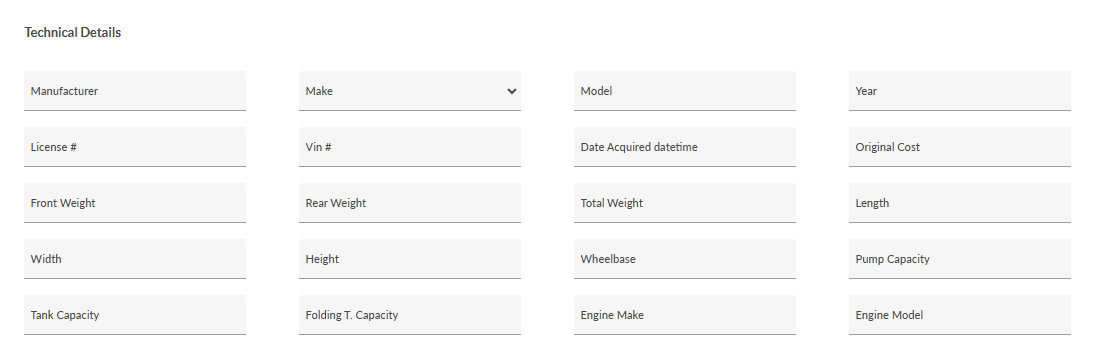 Technical Details
Manufacturer
Make
Model
Year
License #
Vin #
Date Acquired datetime
Original Cost
Front Weight
Rear Weight
Total Weight
Length
Width
Height
Wheelbase
Pump Capacity
Tank Capacity
Folding T. Capacity
Engine Make
Engine Model